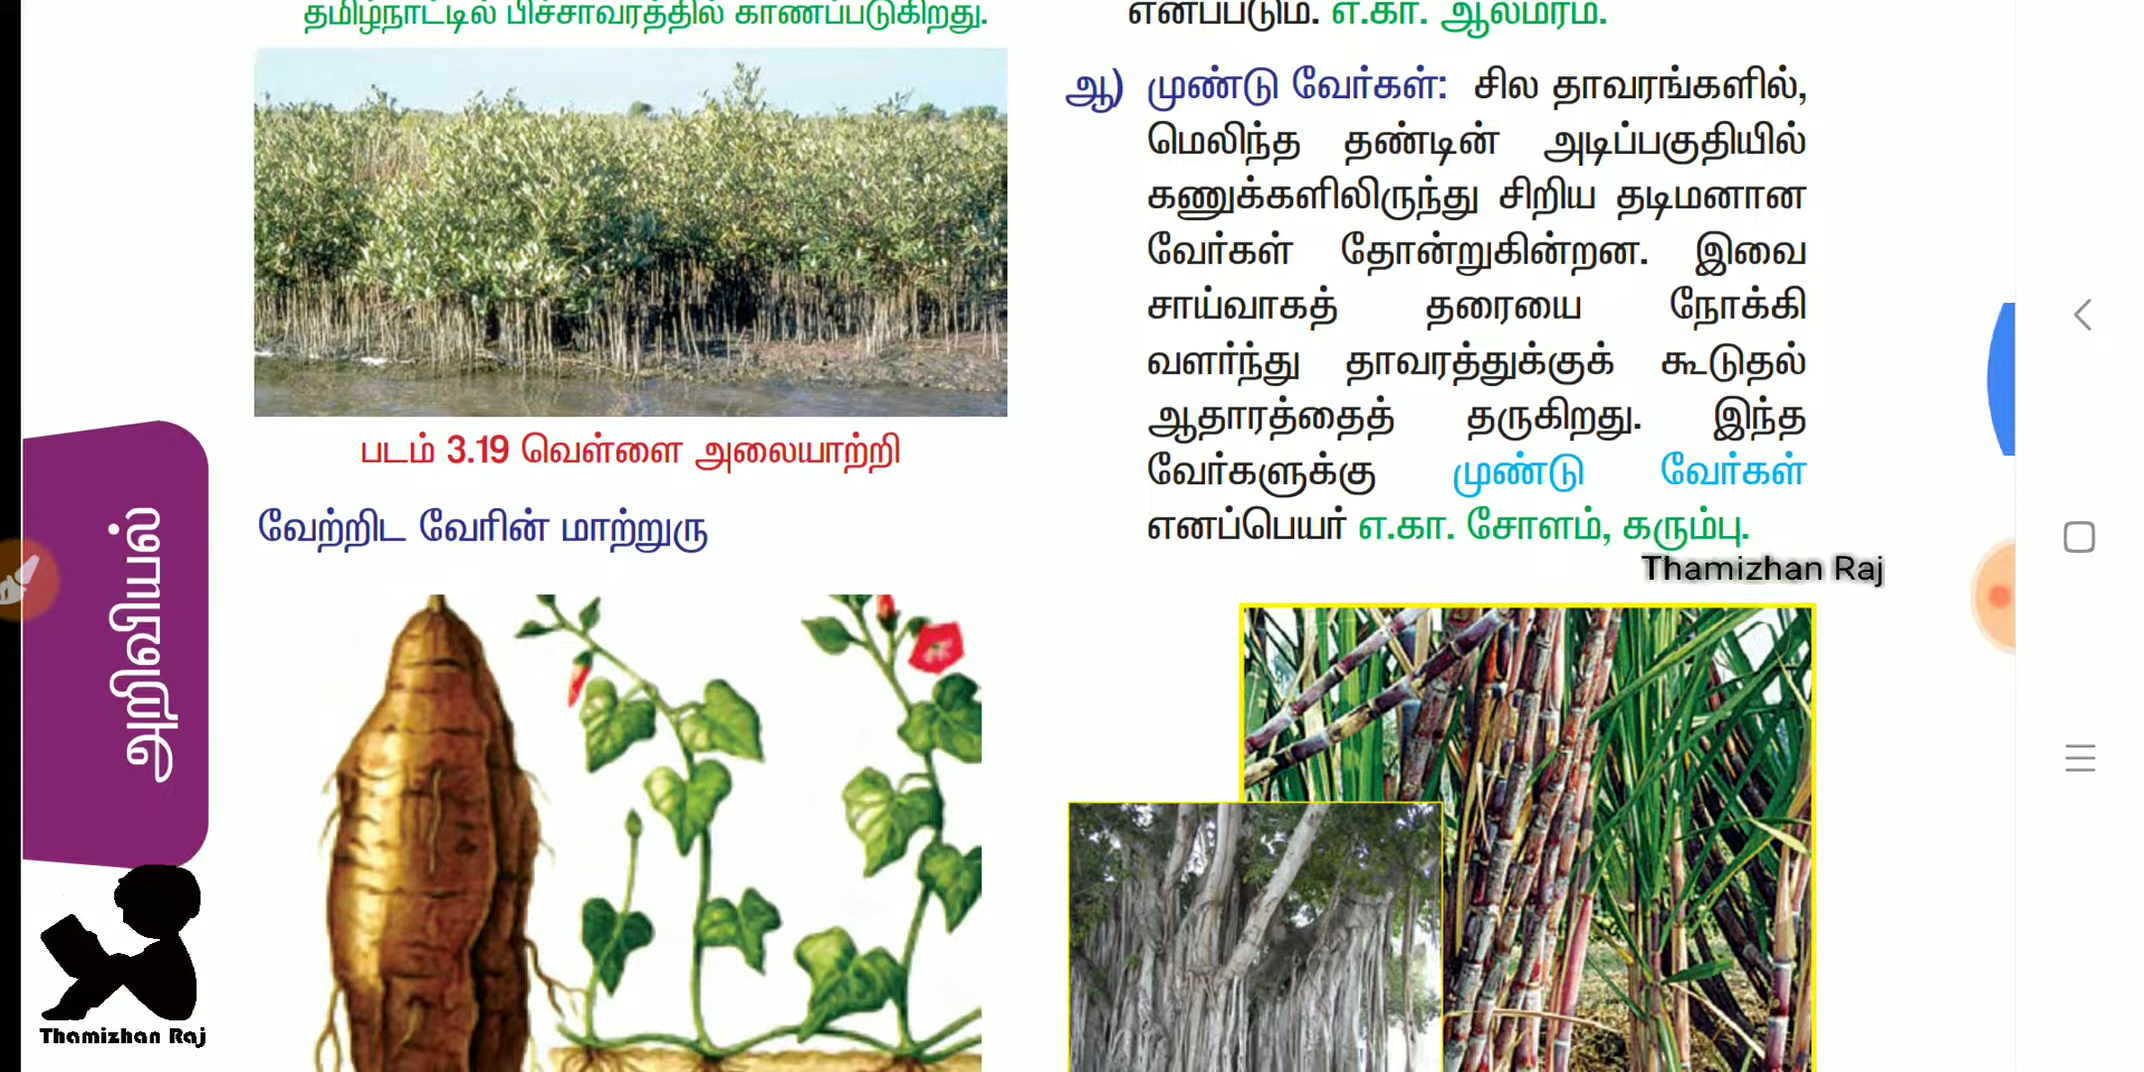 தமிழ்நாட்டில் பிச்சாவரத்தில் காணப்படுகிறது.
படம் 3.19 வெள்ளை அலையாற்றி
வேற்றிட வேரின் மாற்றுரு
எனப்படும். எ.கா. ஆலமரம்.
ஆ) முண்டு வேர்கள்: சில தாவரங்களில்,
மெலிந்த தண்டின் அடிப்பகுதியில்
கணுக்களிலிருந்து சிறிய தடிமனான
வேர்கள் தோன்றுகின்றன. இவை
சாய்வாகத் தரையை நோக்கி
வளர்ந்து தாவரத்துக்குக் கூடுதல்
ஆதாரத்தைத் தருகிறது. இந்த
வேர்களுக்கு முண்டு வேர்கள்
எனப்பெயர் எ.கா. சோளம், கரும்பு.
Thamizhan Raj
அறிவியல்
Thamizhan Raj